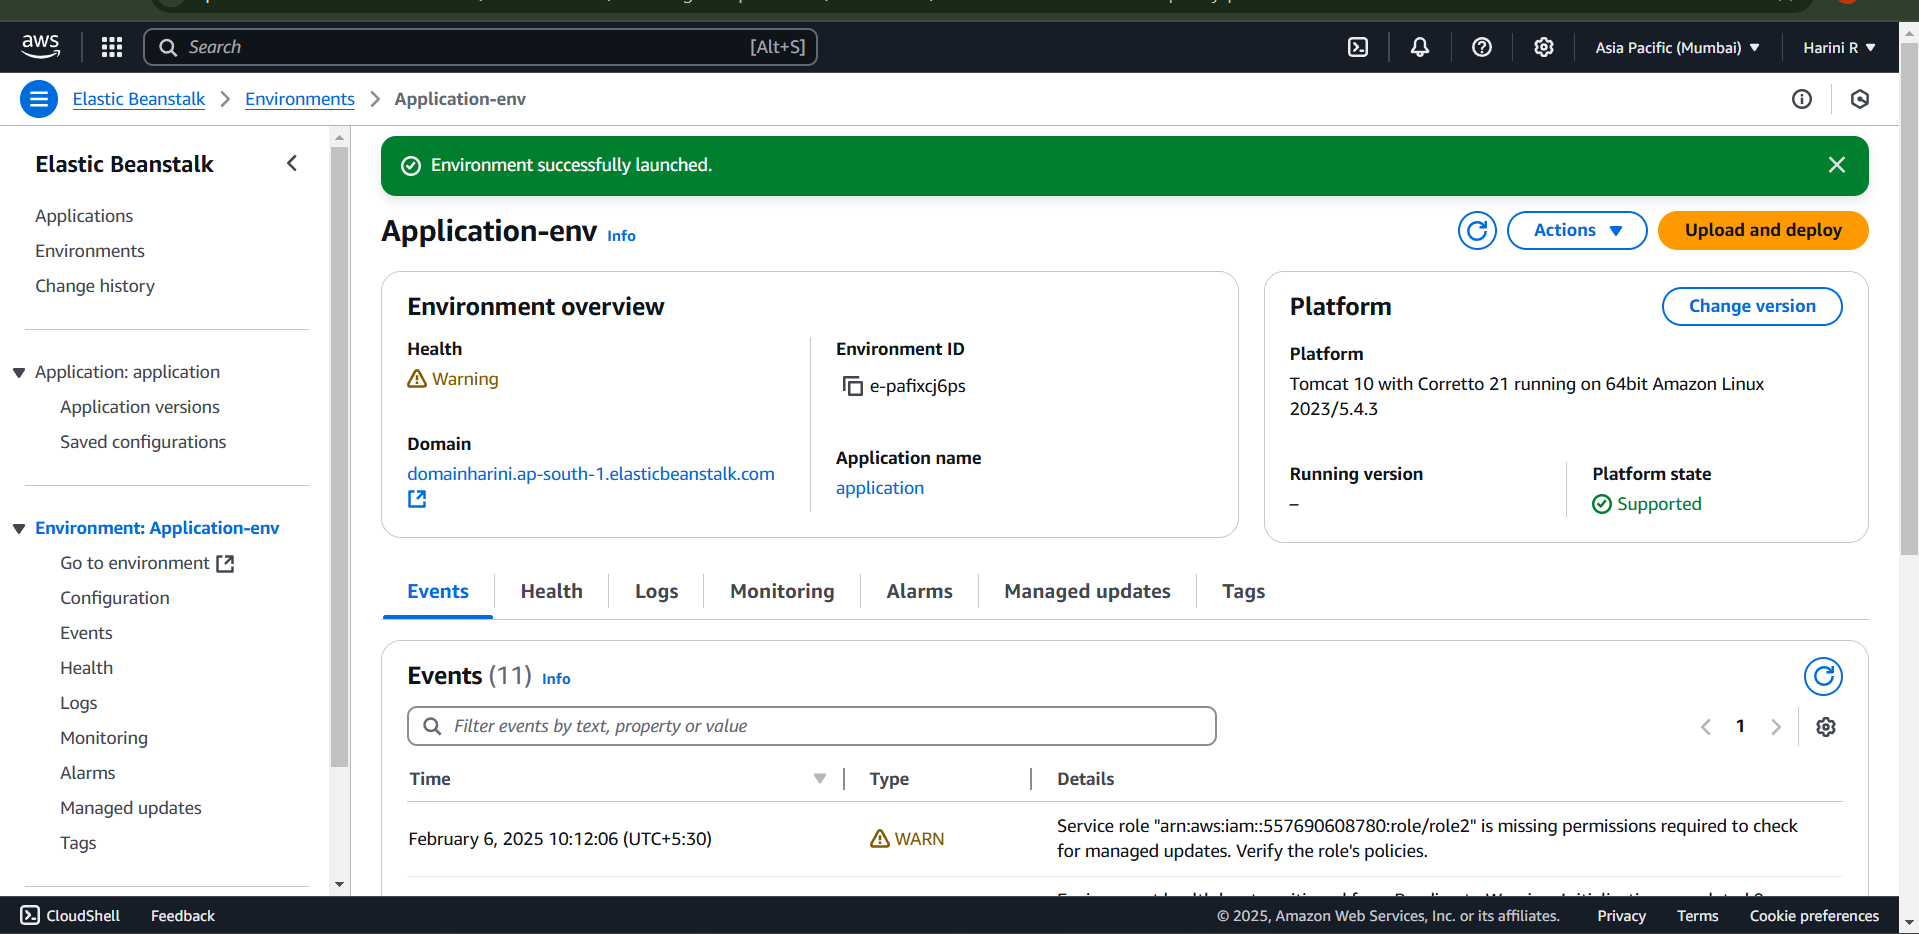 aws
Search
[Alt+S]
Asia Pacific (Mumbai)
Harini R
Elastic Beanstalk
Environments
Application-env
Elastic Beanstalk
Applications
Environments
Change history
Application: application
Application versions
Saved configurations
Environment: Application-env
Go to environment
Configuration
Events
Health
Logs
Monitoring
Alarms
Managed updates
Tags
Environment successfully launched.
Application-env Info
Actions
Upload and deploy
Environment overview
Health
Warning
Domain
domainharini.ap-south-1.elasticbeanstalk.com
Environment ID
e-pafixcj6ps
Application name
application
Platform
Change version
Platform
Tomcat 10 with Corretto 21 running on 64bit Amazon Linux
2023/5.4.3
Running version
–
Platform state
Supported
Events
Health
Logs
Monitoring
Alarms
Managed updates
Tags
Events (11) Info
Filter events by text, property or value
1
Time
Type
Details
February 6, 2025 10:12:06 (UTC+5:30)
WARN
Service role "arn:aws:iam::557690608780:role/role2" is missing permissions required to check
for managed updates. Verify the role's policies.
CloudShell
Feedback
© 2025, Amazon Web Services, Inc. or its affiliates.
Privacy
Terms
Cookie preferences